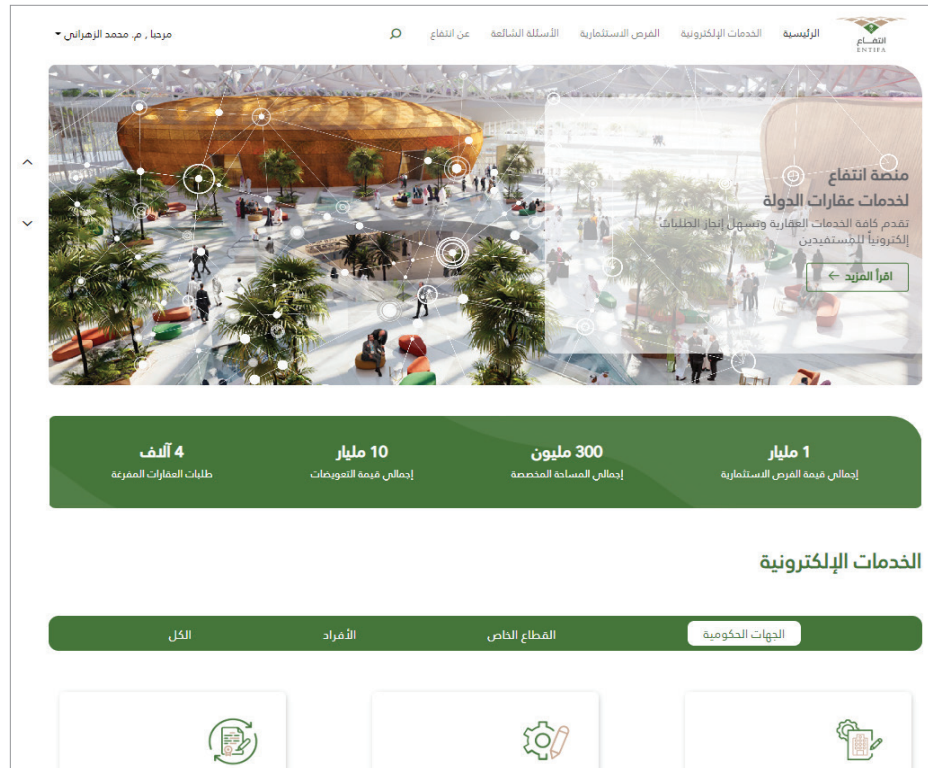 انتفــاع
ENTIFA
الرئيسية
الخدمات الإلكترونية
الفرص الاستثمارية
الأسئلة الشائعة
عن انتفاع
مرحبا , م. محمد الزهراني
منصة انتفاع
لخدمات عقارات الدولة
تقدم كافة الخدمات العقارية وتسهل إنجاز الطلبات
إلكترونياً للمستفيدين
اقرأ المزيد
1 مليار
إجمالي قيمة الفرص الاستثمارية
300 مليون
إجمالي المساحة المخصصة
10 مليار
إجمالي قيمة التعويضات
4 آلاف
طلبات العقارات المفرغة
الخدمات الإلكترونية
الجهات الحكومية
القطاع الخاص
الأفراد
الكل